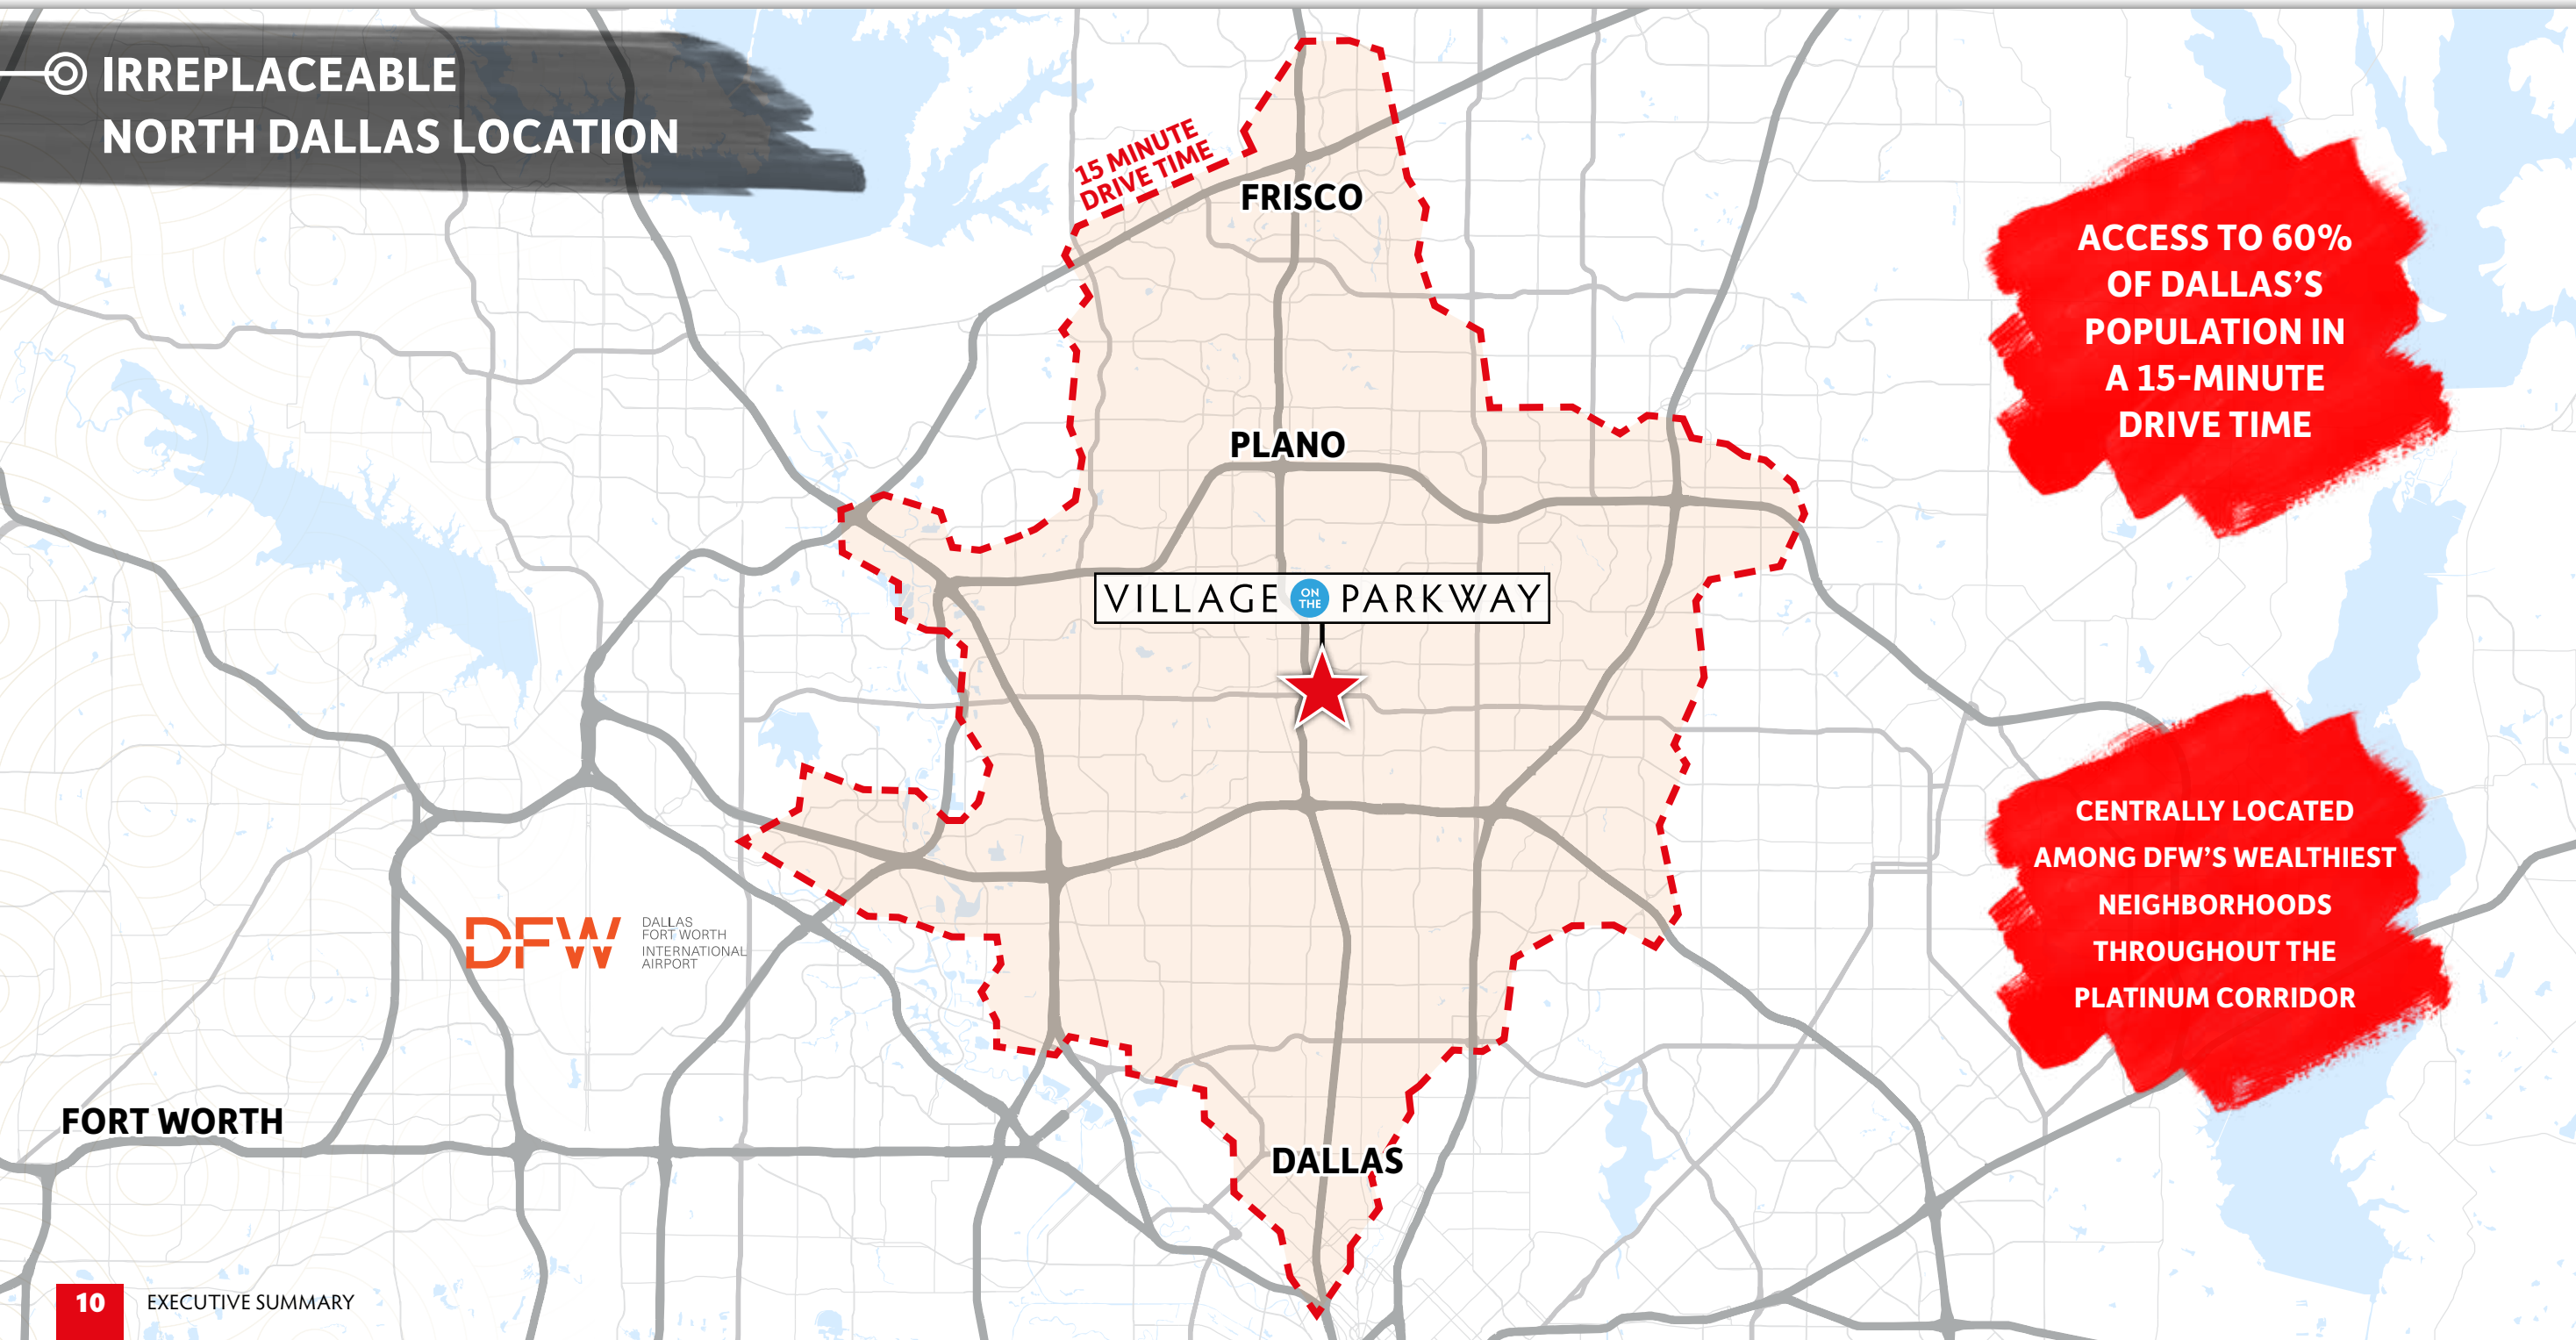 IRREPLACEABLE
NORTH DALLAS LOCATION
15 MINUTE
DRIVE TIME
FRISCO
ACCESS TO 60%
OF DALLAS'S
POPULATION IN
A 15-MINUTE
DRIVE TIME
PLANO
VILLAGE ON THE PARKWAY
CENTRALLY LOCATED
AMONG DFW'S WEALTHIEST
NEIGHBORHOODS
THROUGHOUT THE
PLATINUM CORRIDOR
DFW
DALLAS
FORT WORTH
INTERNATIONAL
AIRPORT
FORT WORTH
DALLAS
10 EXECUTIVE SUMMARY